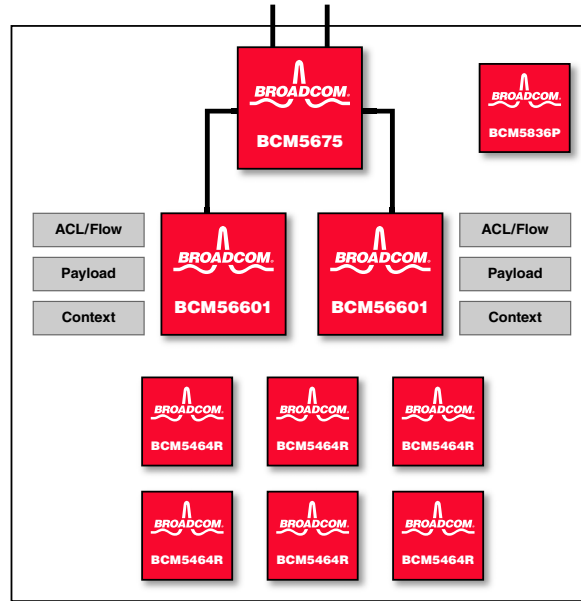 BROADCOM®
BCM5675
BROADCOM®
BCM5836P
ACL/Flow
Payload
Context
BROADCOM®
BCM56601
BROADCOM®
BCM56601
ACL/Flow
Payload
Context
BROADCOM®
BCM5464R
BROADCOM®
BCM5464R
BROADCOM®
BCM5464R
BROADCOM®
BCM5464R
BROADCOM®
BCM5464R
BROADCOM®
BCM5464R